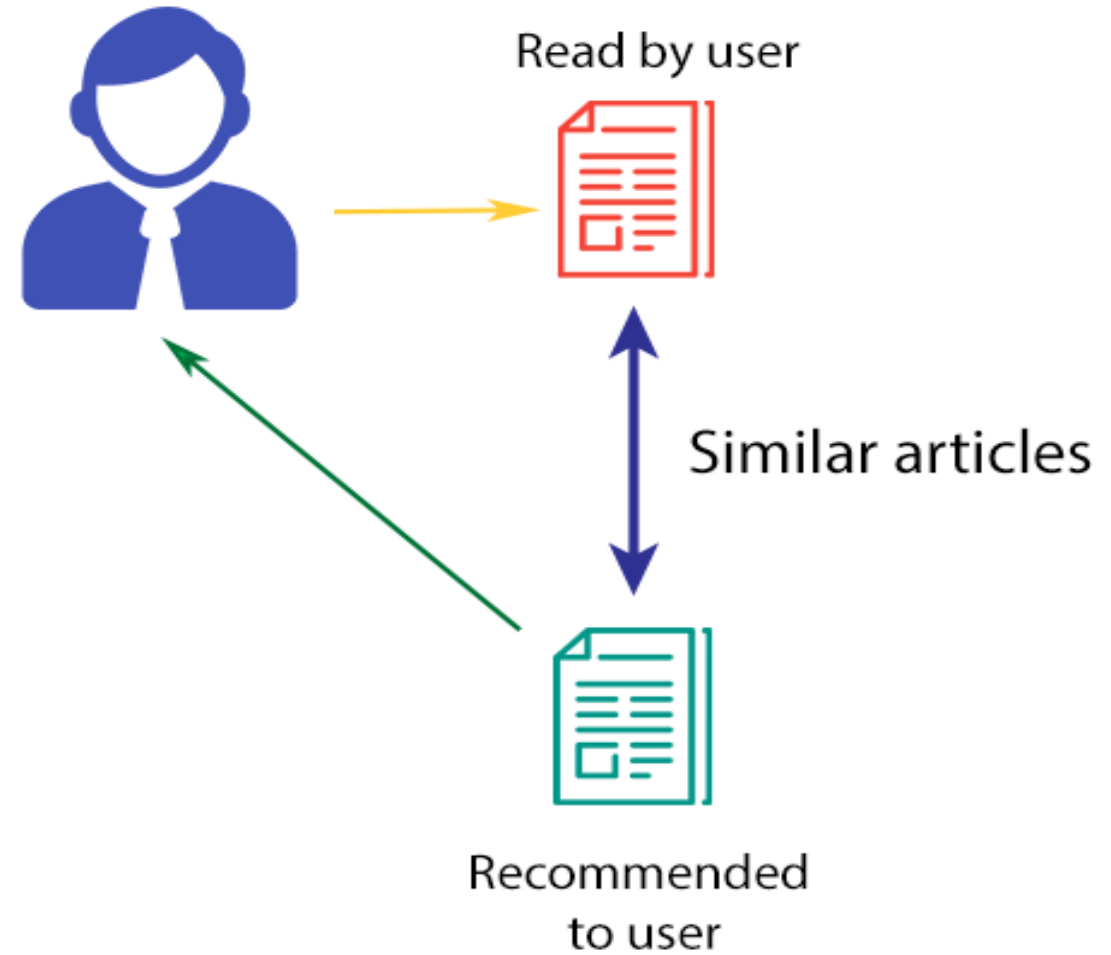 Read by user
Similar articles
Recommended
to user